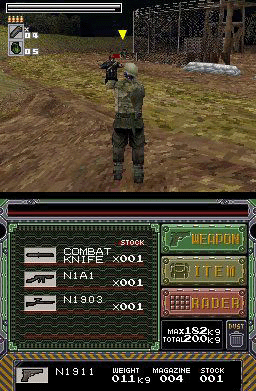 x 04
x 05
STOCK
COMBAT KNIFE x001
N1A1 x001
N1903 x001
WEAPON
ITEM
RADER
MAX 182kg
TOTAL 200kg
DUST
N1911
WEIGHT 011kg
MAGAZINE 004
STOCK 001